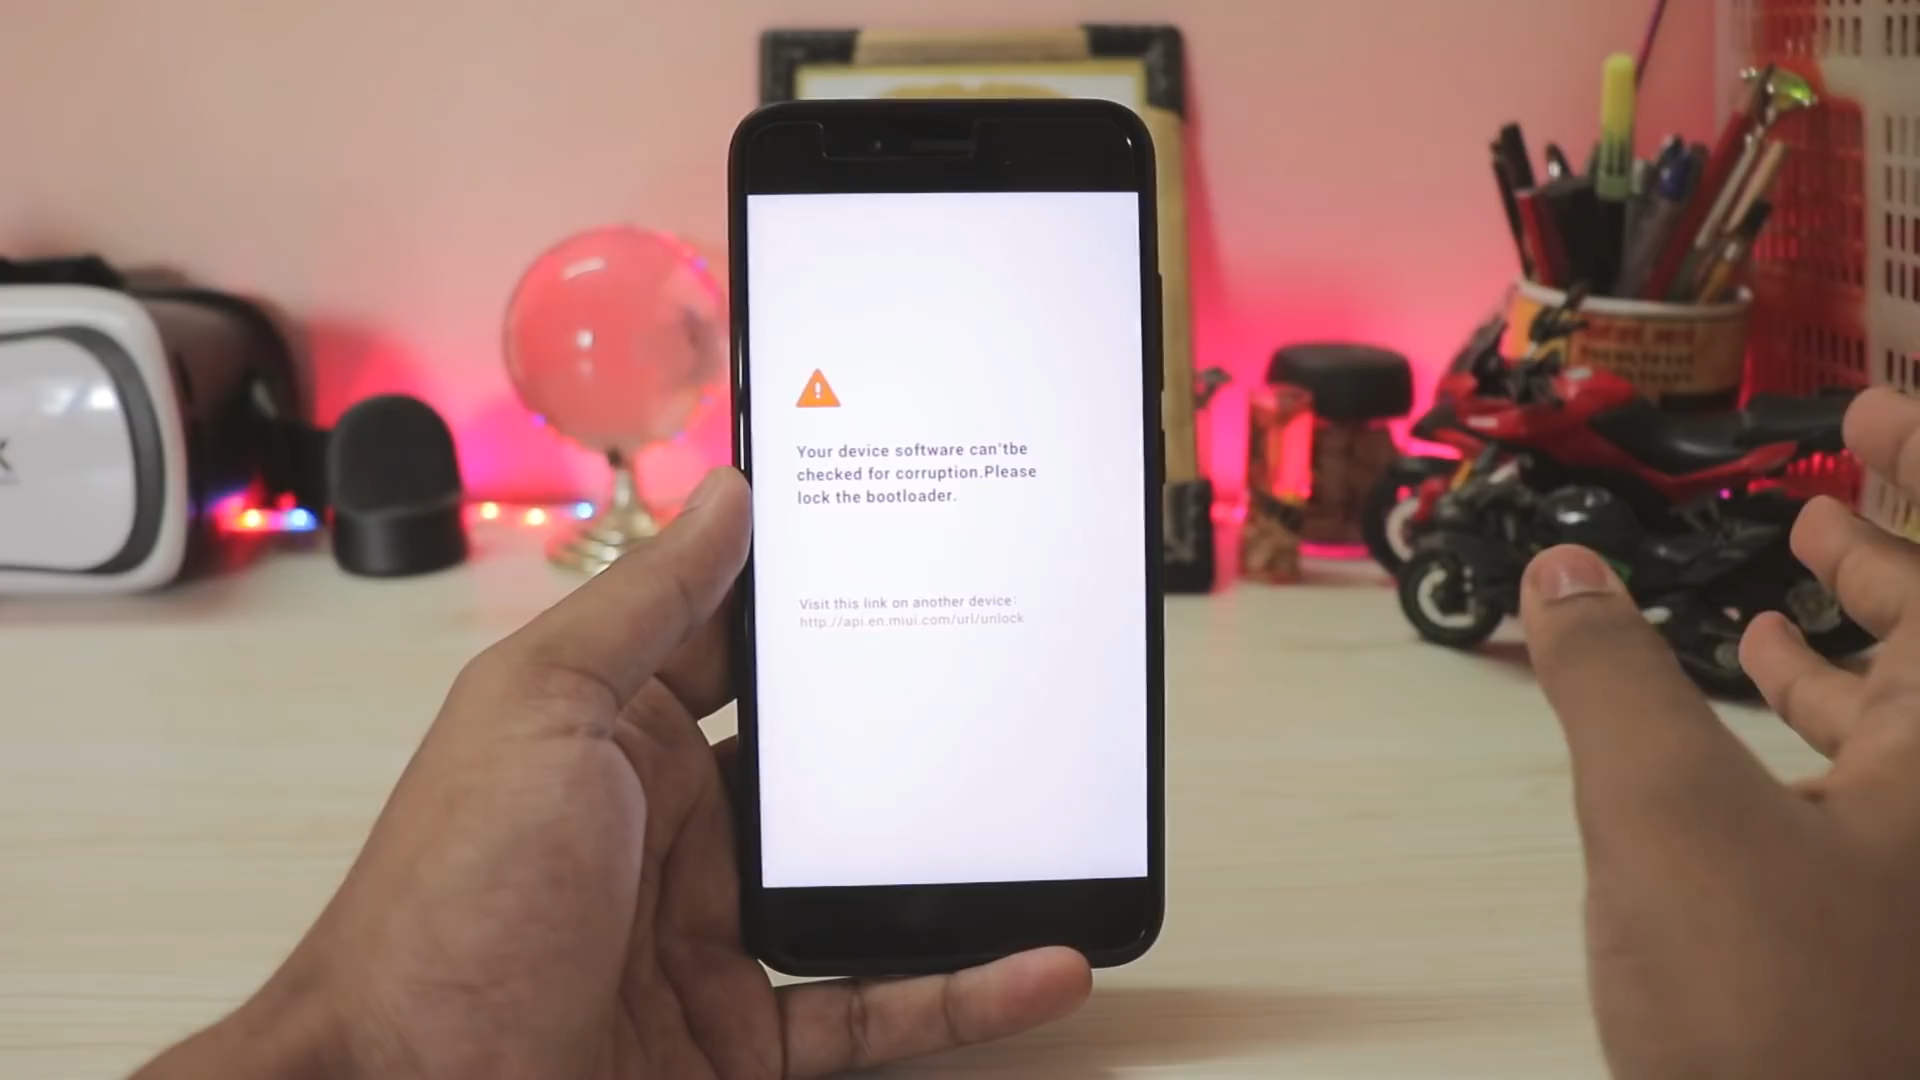 Your device software can'tbe
checked for corruption.Please
lock the bootloader.
Visit this link on another device:
http://api.en.miui.com/url/unlock